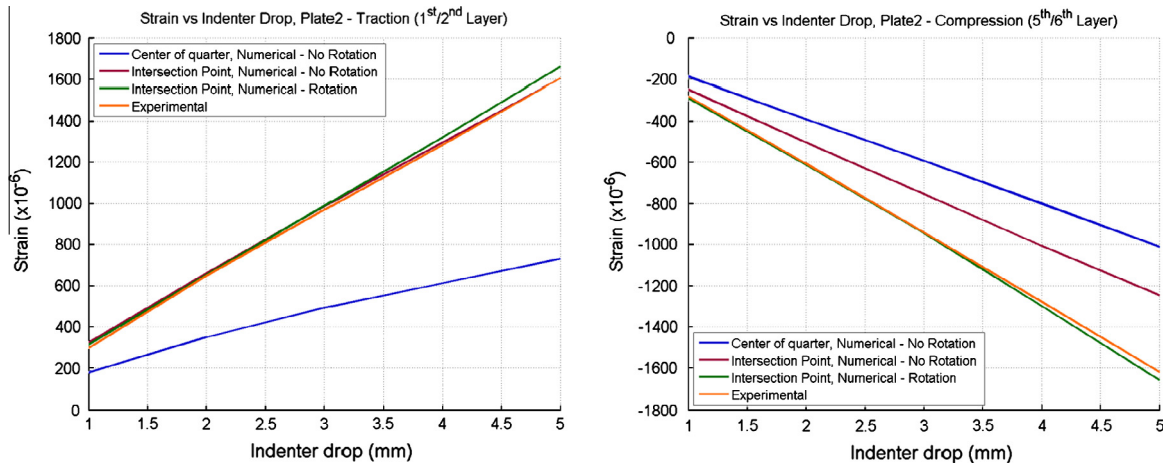 Strain vs Indenter Drop, Plate2 - Traction (1st/2nd Layer)
1800
1600
1400
1200
1000
800
600
400
200
0
Strain (x10-6)
Center of quarter, Numerical - No Rotation
Intersection Point, Numerical - No Rotation
Intersection Point, Numerical - Rotation
Experimental
1 1.5 2 2.5 3 3.5 4 4.5 5
Indenter drop (mm)
Strain vs Indenter Drop, Plate2 - Compression (5th/6th Layer)
0
-200
-400
-600
-800
-1000
-1200
-1400
-1600
-1800
Strain (x10-6)
Center of quarter, Numerical - No Rotation
Intersection Point, Numerical - No Rotation
Intersection Point, Numerical - Rotation
Experimental
1 1.5 2 2.5 3 3.5 4 4.5 5
Indenter drop (mm)